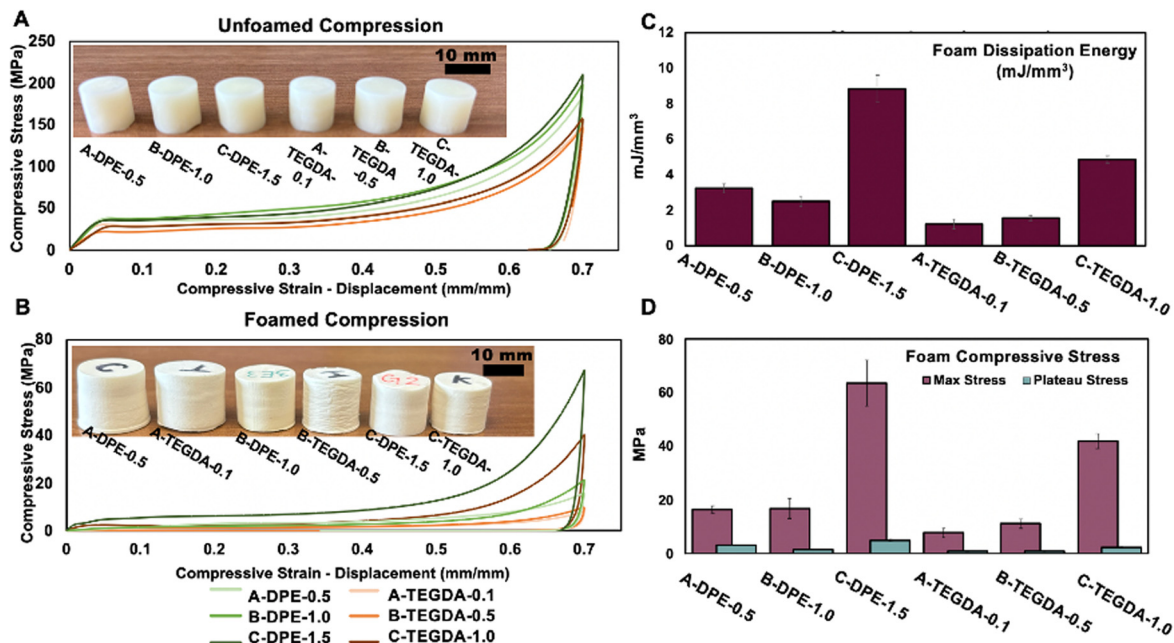 A
Unfoamed Compression
Compressive Stress (MPa)
250
200
150
100
50
0
10 mm
A-DPE-0.5
B-DPE-1.0
C-DPE-1.5
A-
TEGDA-
0.1
B-
TEGDA
-0.5
C-
TEGDA-
1.0
0 0.1 0.2 0.3 0.4 0.5 0.6 0.7
Compressive Strain - Displacement (mm/mm)
B
Foamed Compression
Compressive Stress (MPa)
80
60
40
20
0
10 mm
C Y 3E3 H G2 K
A-DPE-0.5
A-TEGDA-0.1
B-DPE-1.0
B-TEGDA-0.5
C-DPE-1.5
C-TEGDA-
1.0
0 0.1 0.2 0.3 0.4 0.5 0.6 0.7
Compressive Strain - Displacement (mm/mm)
A-DPE-0.5 A-TEGDA-0.1
B-DPE-1.0 B-TEGDA-0.5
C-DPE-1.5 C-TEGDA-1.0
C
Foam Dissipation Energy
(mJ/mm³)
mJ/mm³
12
10
8
6
4
2
0
A-DPE-0.5
B-DPE-1.0
C-DPE-1.5
A-TEGDA-0.1
B-TEGDA-0.5
C-TEGDA-1.0
D
Foam Compressive Stress
Max Stress Plateau Stress
MPa
80
60
40
20
0
A-DPE-0.5
B-DPE-1.0
C-DPE-1.5
A-TEGDA-0.1
B-TEGDA-0.5
C-TEGDA-1.0